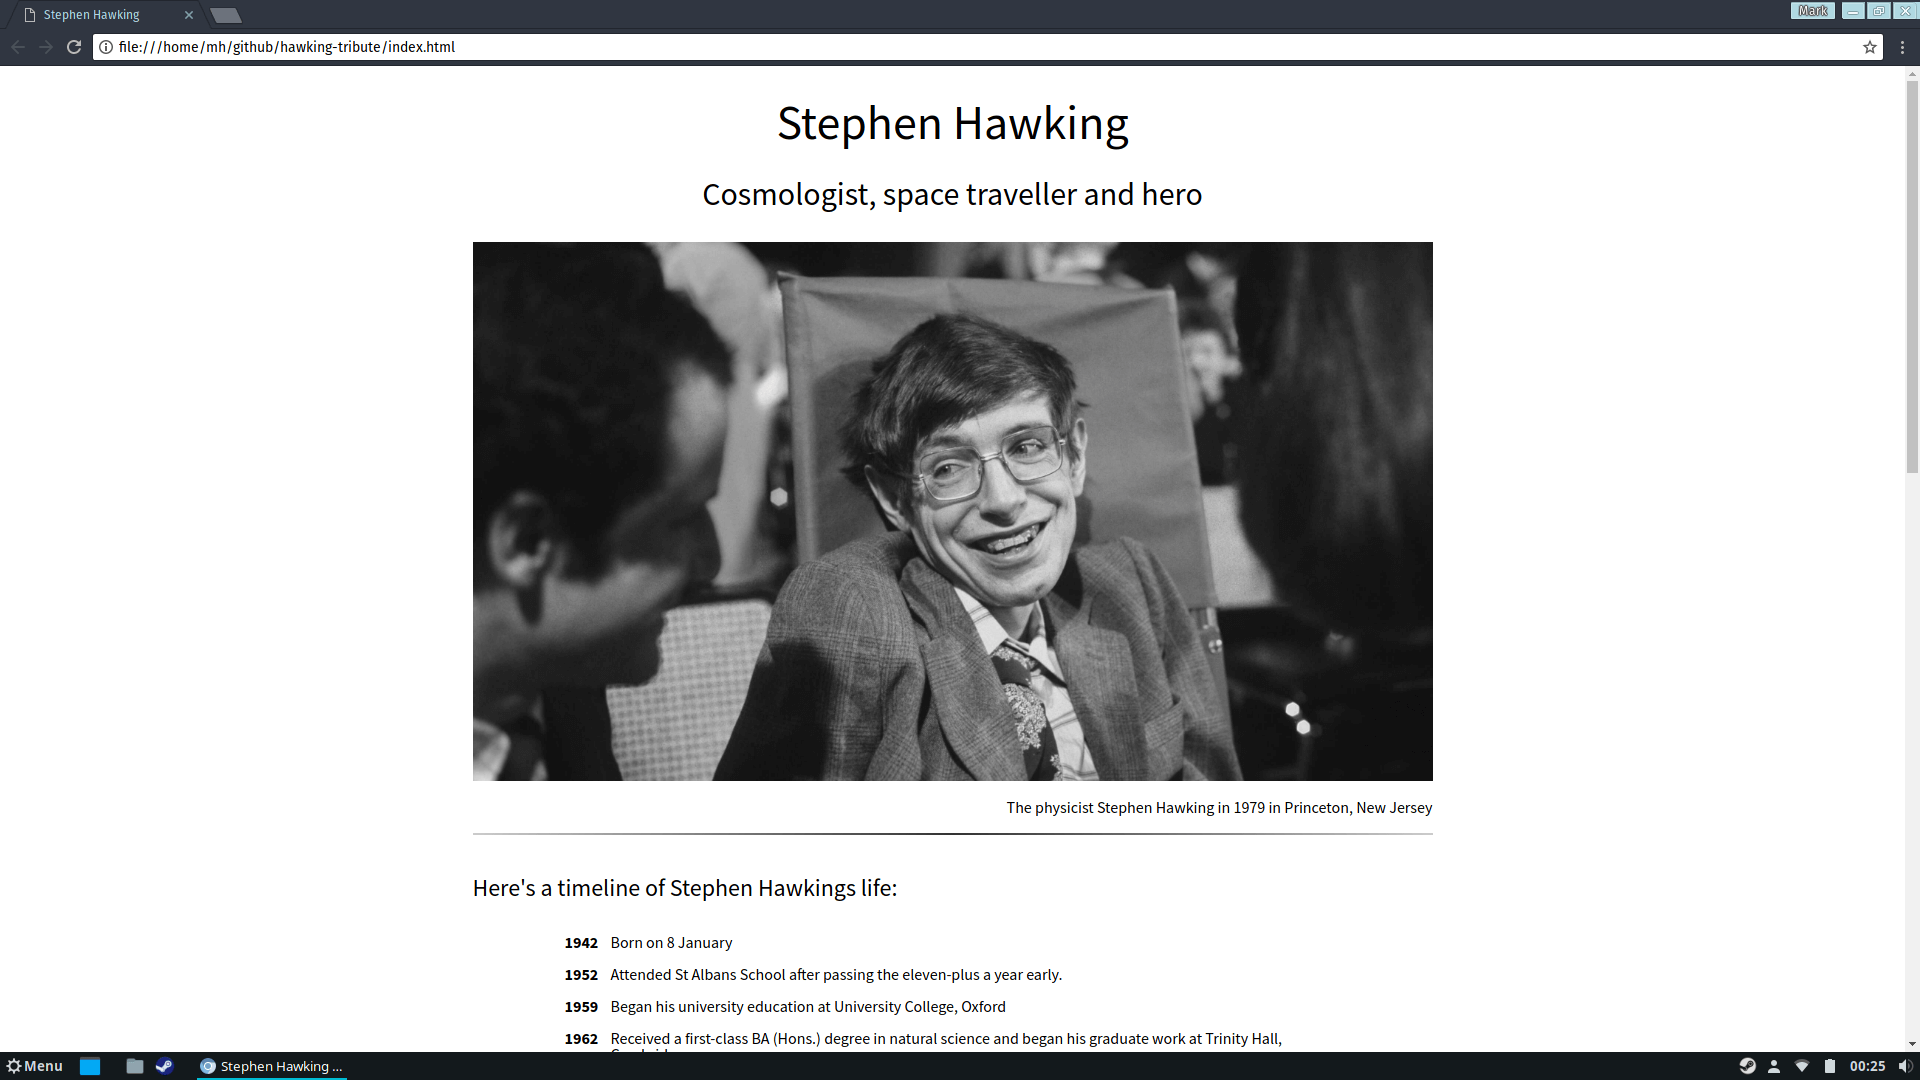 Stephen Hawking
Mark
file:///home/mh/github/hawking-tribute/index.html
Stephen Hawking
Cosmologist, space traveller and hero
The physicist Stephen Hawking in 1979 in Princeton, New Jersey
Here's a timeline of Stephen Hawkings life:
1942 Born on 8 January
1952 Attended St Albans School after passing the eleven-plus a year early.
1959 Began his university education at University College, Oxford
1962 Received a first-class BA (Hons.) degree in natural science and began his graduate work at Trinity Hall,
Menu
Stephen Hawking ...
00:25